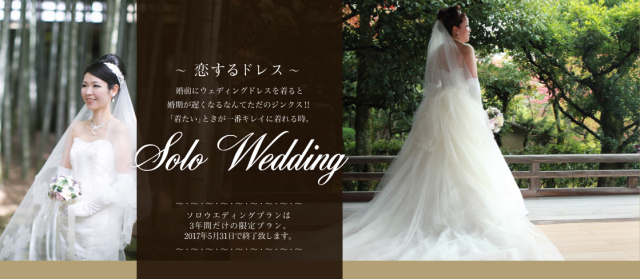 ～ 恋するドレス ～
婚前にウェディングドレスを着ると
婚期が遅くなるなんてただのジンクス!!
「着たい」ときが一番キレイに着れる時。
Solo Wedding
ソロウエディングプランは
3年間だけの限定プラン。
2017年5月31日で終了致します。